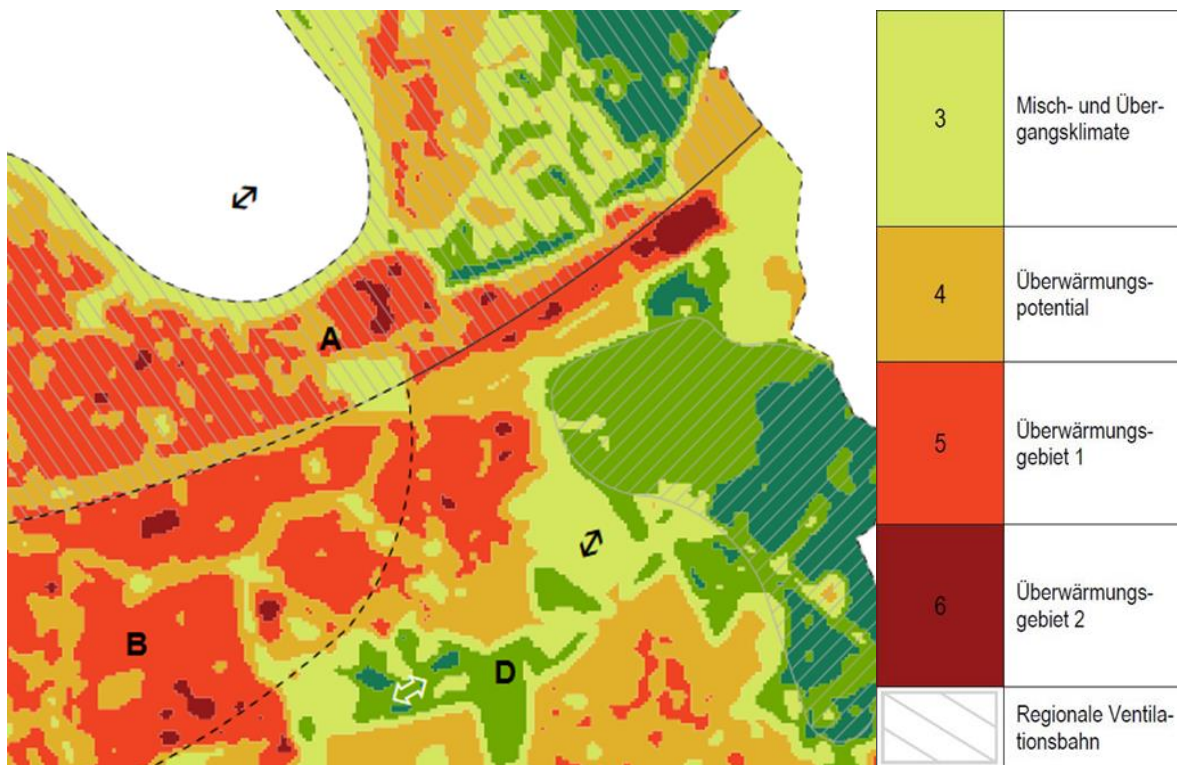 A
B
D
3
Misch- und Über-
gangsklimate
4
Überwärmungs-
potential
5
Überwärmungs-
gebiet 1
6
Überwärmungs-
gebiet 2
Regionale Ventila-
tionsbahn